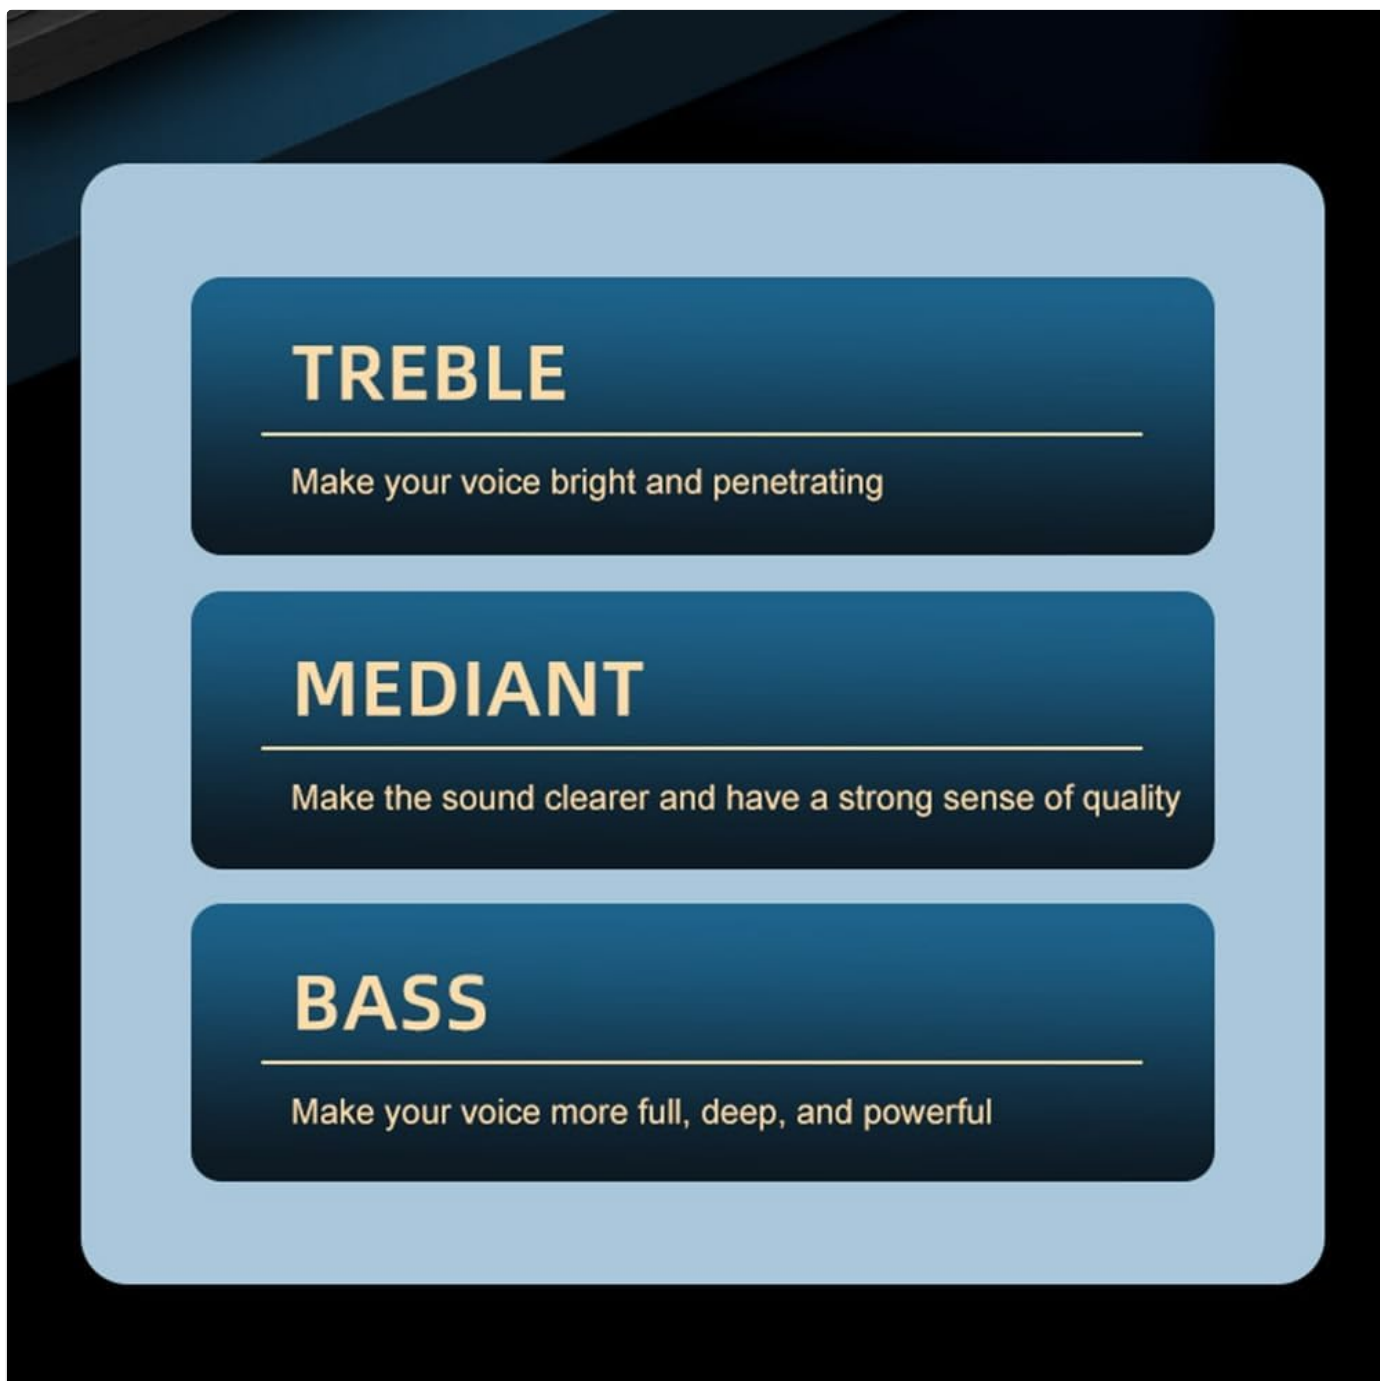 TREBLE
Make your voice bright and penetrating
MEDIANT
Make the sound clearer and have a strong sense of quality
BASS
Make your voice more full, deep, and powerful